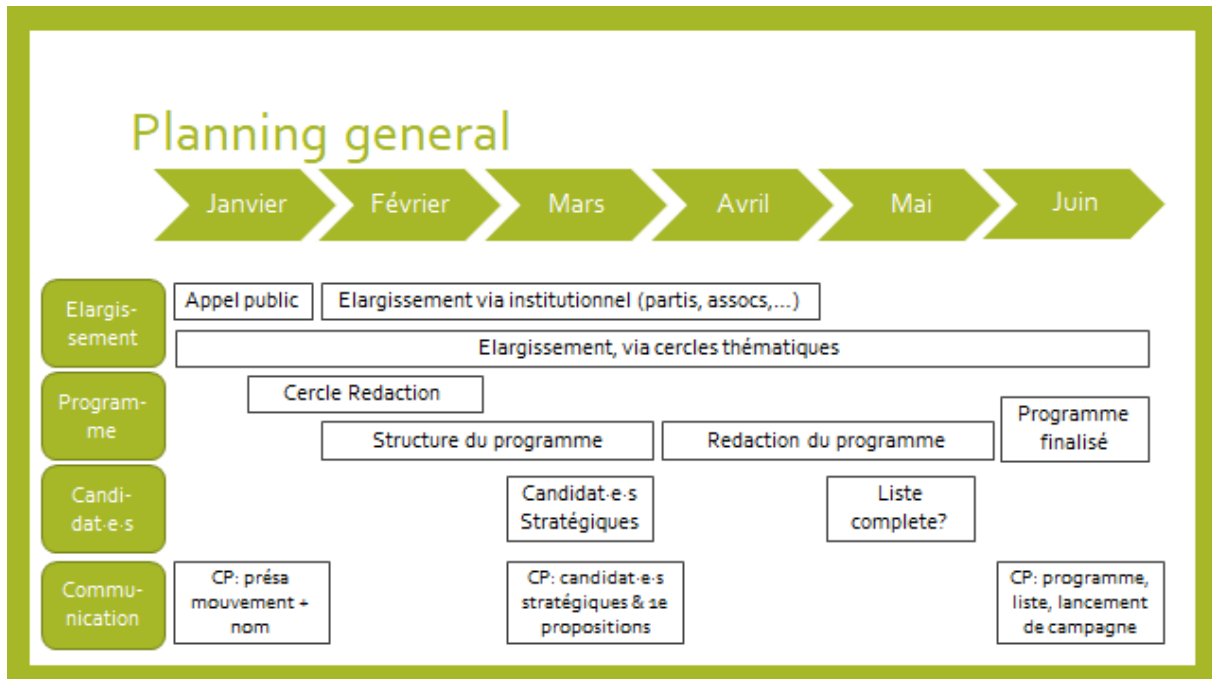 Planning general
Janvier
Février
Mars
Avril
Mai
Juin
Elargis-
sement
Appel public
Elargissement via institutionnel (partis, assocs,...)
Elargissement, via cercles thématiques
Program-
me
Cercle Redaction
Structure du programme
Redaction du programme
Programme
finalisé
Candi-
dat·e·s
Candidat·e·s
Stratégiques
Liste
complete?
Commu-
nication
CP: présa
mouvement +
nom
CP: candidat·e·s
stratégiques & 1e
propositions
CP: programme,
liste, lancement
de campagne